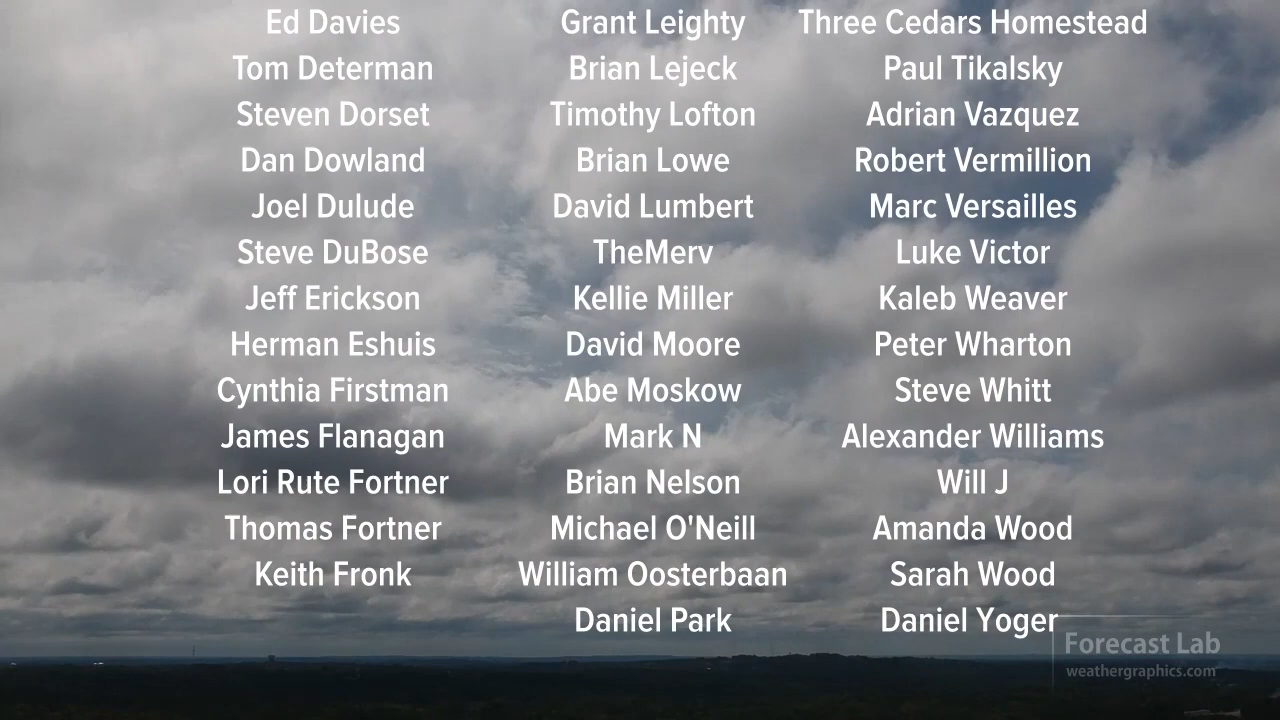 Ed Davies
Tom Determan
Steven Dorset
Dan Dowland
Joel Dulude
Steve DuBose
Jeff Erickson
Herman Eshuis
Cynthia Firstman
James Flanagan
Lori Rute Fortner
Thomas Fortner
Keith Fronk
Grant Leighty
Brian Lejeck
Timothy Lofton
Brian Lowe
David Lumbert
TheMerv
Kellie Miller
David Moore
Abe Moskow
Mark N
Brian Nelson
Michael O'Neill
William Oosterbaan
Daniel Park
Three Cedars Homestead
Paul Tikalsky
Adrian Vazquez
Robert Vermillion
Marc Versailles
Luke Victor
Kaleb Weaver
Peter Wharton
Steve Whitt
Alexander Williams
Will J
Amanda Wood
Sarah Wood
Daniel Yoger
Forecast Lab
weathergraphics.com